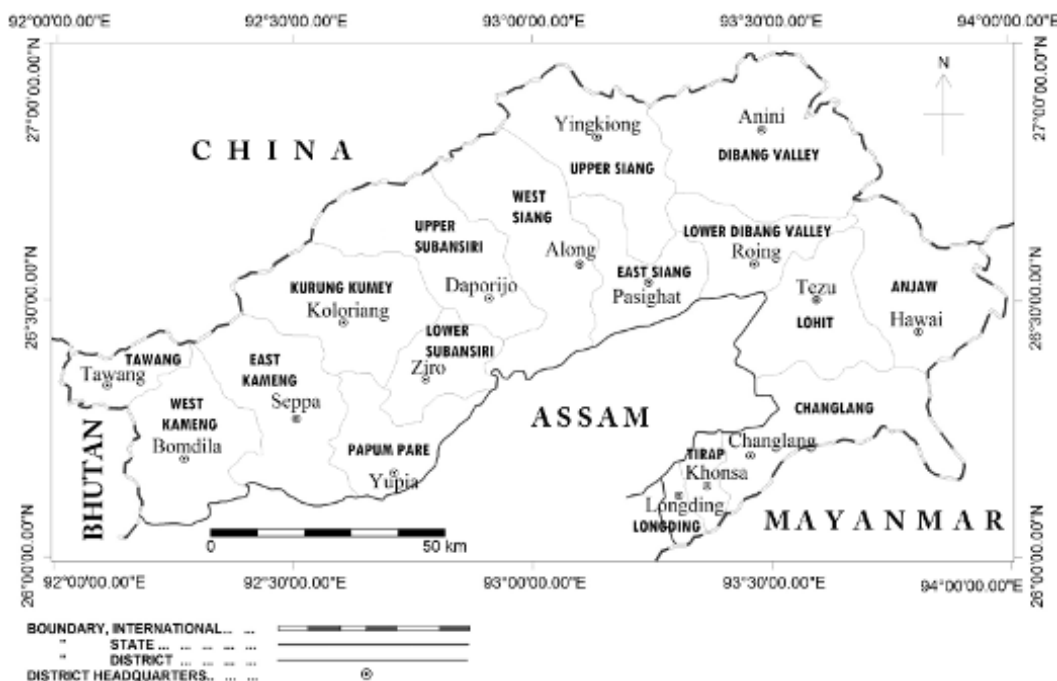 92°00'00.00"E 92°30'00.00"E 93°00'00.00"E 93°30'00.00"E 94°00'00.00"E
27°00'00.00"N
27°00'00.00"N
N
CHINA
Yingkiong
Anini
UPPER SIANG
DIBANG VALLEY
WEST
SIANG
UPPER
SUBANSIRI
LOWER DIBANG VALLEY
Along
Roing
EAST SIANG
Pasighat
KURUNG KUMEY
Koloriang
Daporijo
Tezu
LOHIT
ANJAW
Hawai
26°30'00.00"N
26°30'00.00"N
LOWER
SUBANSIRI
Ziro
TAWANG
Tawang
EAST
KAMENG
Seppa
WEST
KAMENG
Bomdila
ASSAM
CHANGLANG
PAPUM PARE
Yupia
Changlang
TIRAP
Khonsa
Longding
LONGDING
BHUTAN
MAYANMAR
0 50 km
26°00'00.00"N
26°00'00.00"N
92°00'00.00"E 92°30'00.00"E 93°00'00.00"E 93°30'00.00"E 94°00'00.00"E
BOUNDARY, INTERNATIONAL... ...
" STATE ... ... ... ...
" DISTRICT ... ... ... ...
DISTRICT HEADQUARTERS.. ... ...